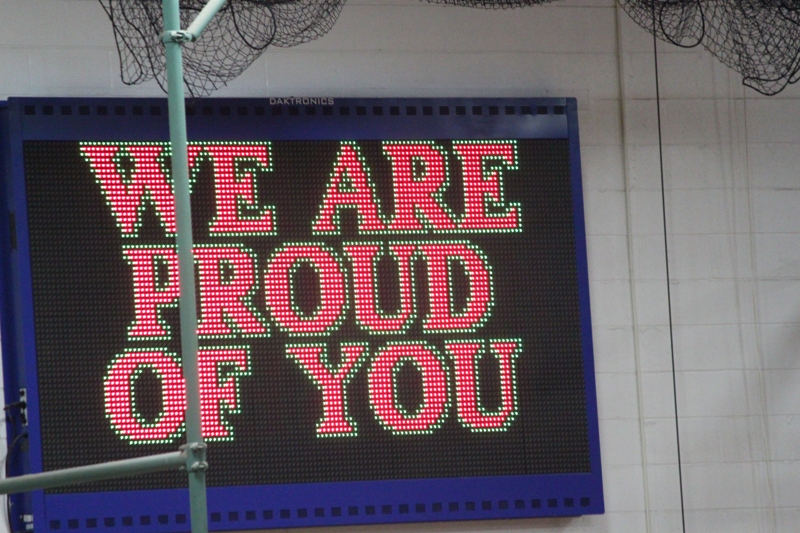 DAKTRONICS
WE ARE
PROUD
OF YOU